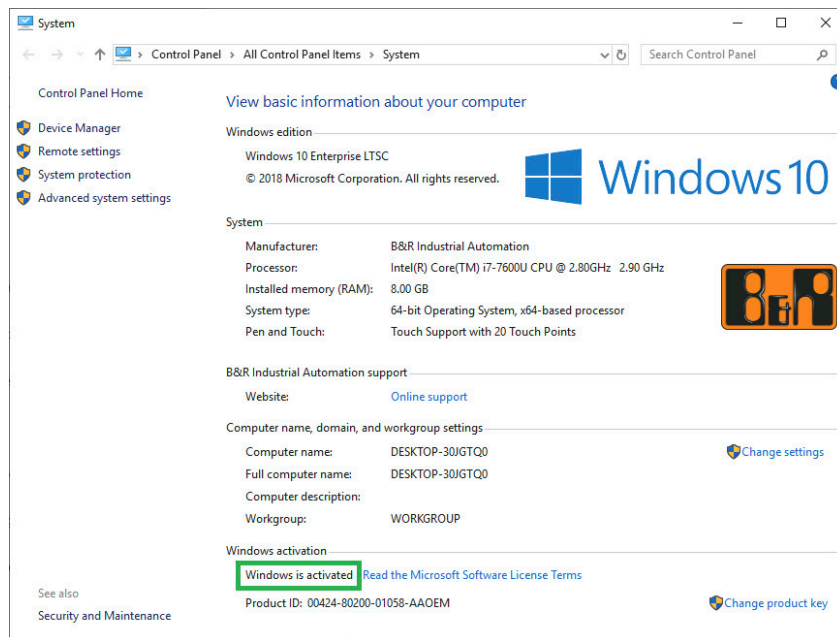 System
Control Panel > All Control Panel Items > System
Search Control Panel
Control Panel Home
Device Manager
Remote settings
System protection
Advanced system settings
View basic information about your computer
Windows edition
Windows 10 Enterprise LTSC
© 2018 Microsoft Corporation. All rights reserved.
Windows 10
System
Manufacturer: B&R Industrial Automation
Processor: Intel(R) Core(TM) i7-7600U CPU @ 2.80GHz 2.90 GHz
Installed memory (RAM): 8.00 GB
System type: 64-bit Operating System, x64-based processor
Pen and Touch: Touch Support with 20 Touch Points
B&R
B&R Industrial Automation support
Website: Online support
Computer name, domain, and workgroup settings
Computer name: DESKTOP-30JGTQ0
Change settings
Full computer name: DESKTOP-30JGTQ0
Computer description:
Workgroup: WORKGROUP
Windows activation
Windows is activated Read the Microsoft Software License Terms
Product ID: 00424-80200-01058-AAOEM
Change product key
See also
Security and Maintenance